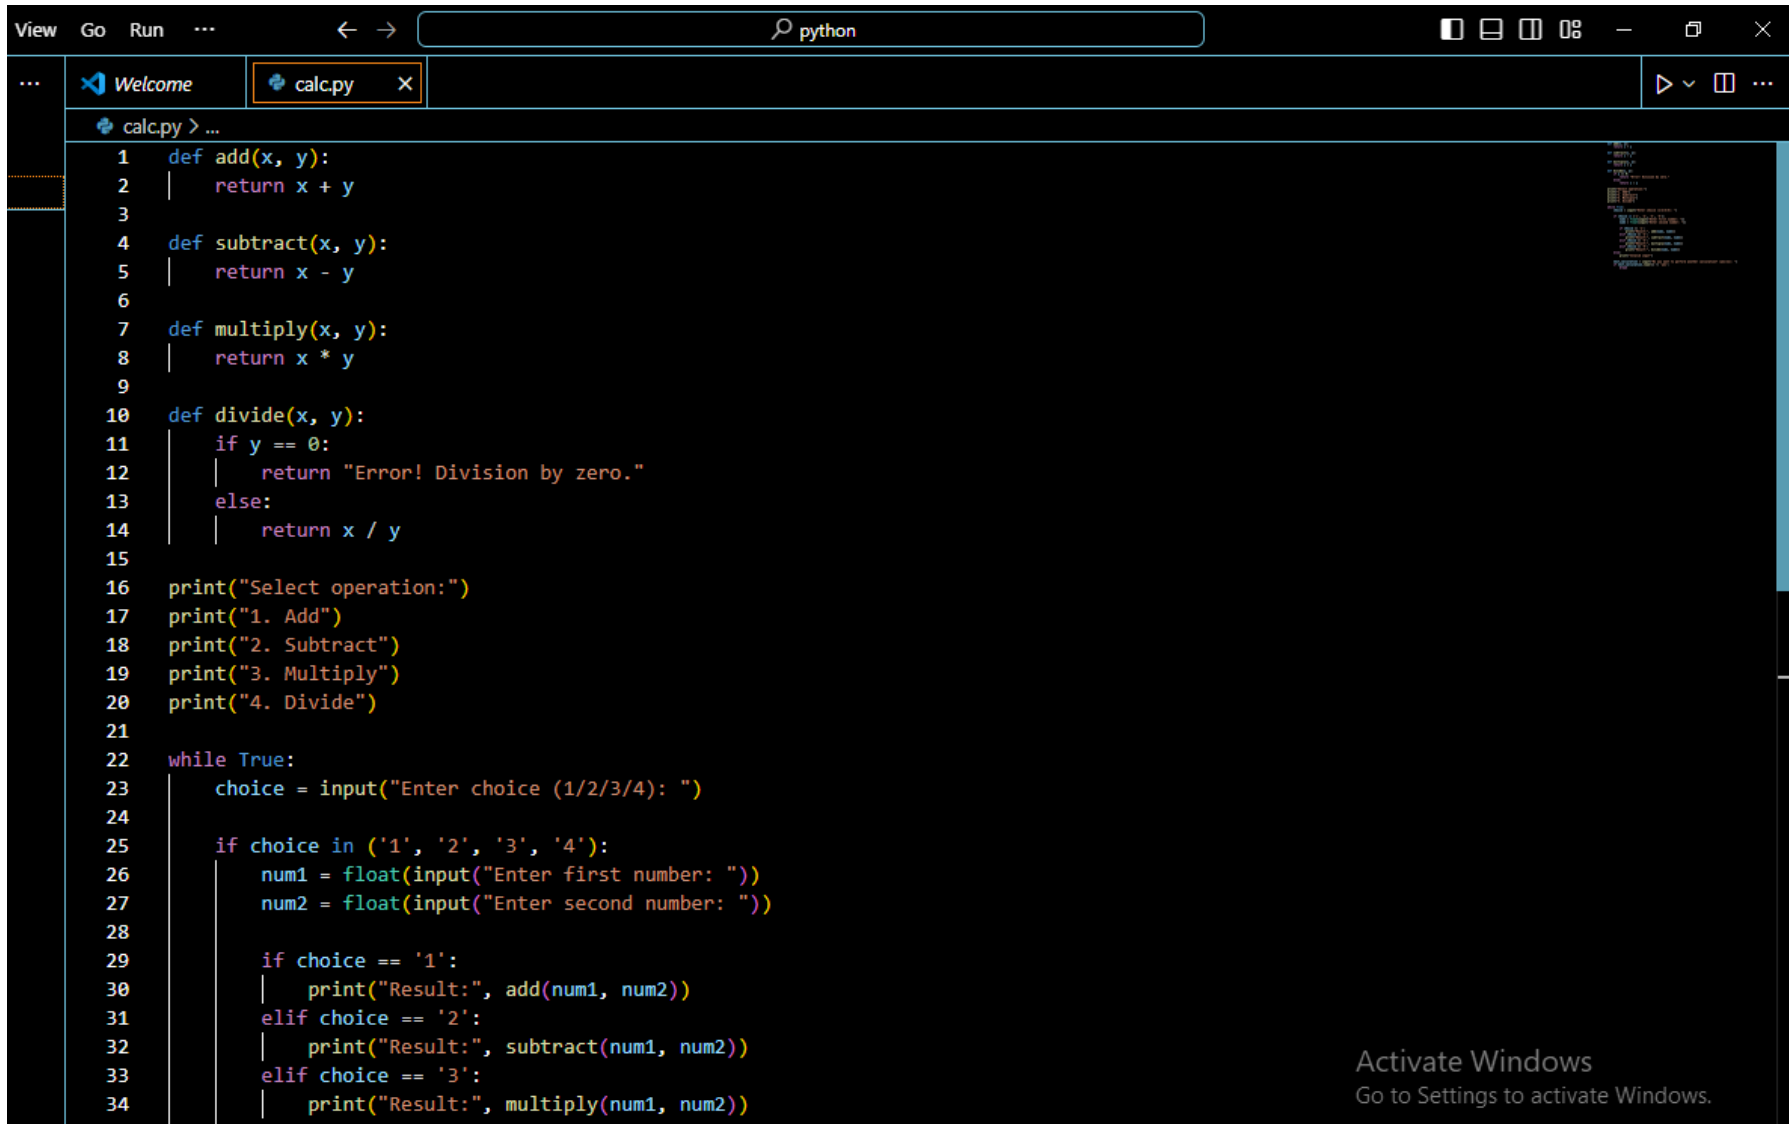 View Go Run ...
python
Welcome calc.py
calc.py > ...
1 def add(x, y):
2     return x + y
3
4 def subtract(x, y):
5     return x - y
6
7 def multiply(x, y):
8     return x * y
9
10 def divide(x, y):
11     if y == 0:
12         return "Error! Division by zero."
13     else:
14         return x / y
15
16 print("Select operation:")
17 print("1. Add")
18 print("2. Subtract")
19 print("3. Multiply")
20 print("4. Divide")
21
22 while True:
23     choice = input("Enter choice (1/2/3/4): ")
24
25     if choice in ('1', '2', '3', '4'):
26         num1 = float(input("Enter first number: "))
27         num2 = float(input("Enter second number: "))
28
29         if choice == '1':
30             print("Result:", add(num1, num2))
31         elif choice == '2':
32             print("Result:", subtract(num1, num2))
33         elif choice == '3':
34             print("Result:", multiply(num1, num2))
Activate Windows
Go to Settings to activate Windows.